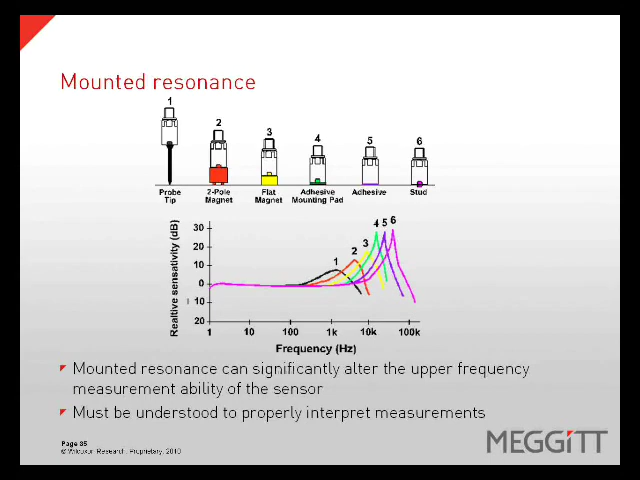 Mounted resonance
1
2
3
4
5
6
Probe Tip
2-Pole Magnet
Flat Magnet
Adhesive Mounting Pad
Adhesive
Stud
Realtive sensitivity (dB)
30
20
10
0
10
20
1 2 3 4 5 6
1 10 100 1k 10k 100k
Frequency (Hz)
Mounted resonance can significantly alter the upper frequency
measurement ability of the sensor
Must be understood to properly interpret measurements
Page 85
© Wilcoxon Research, Proprietary, 2010
MEGGITT